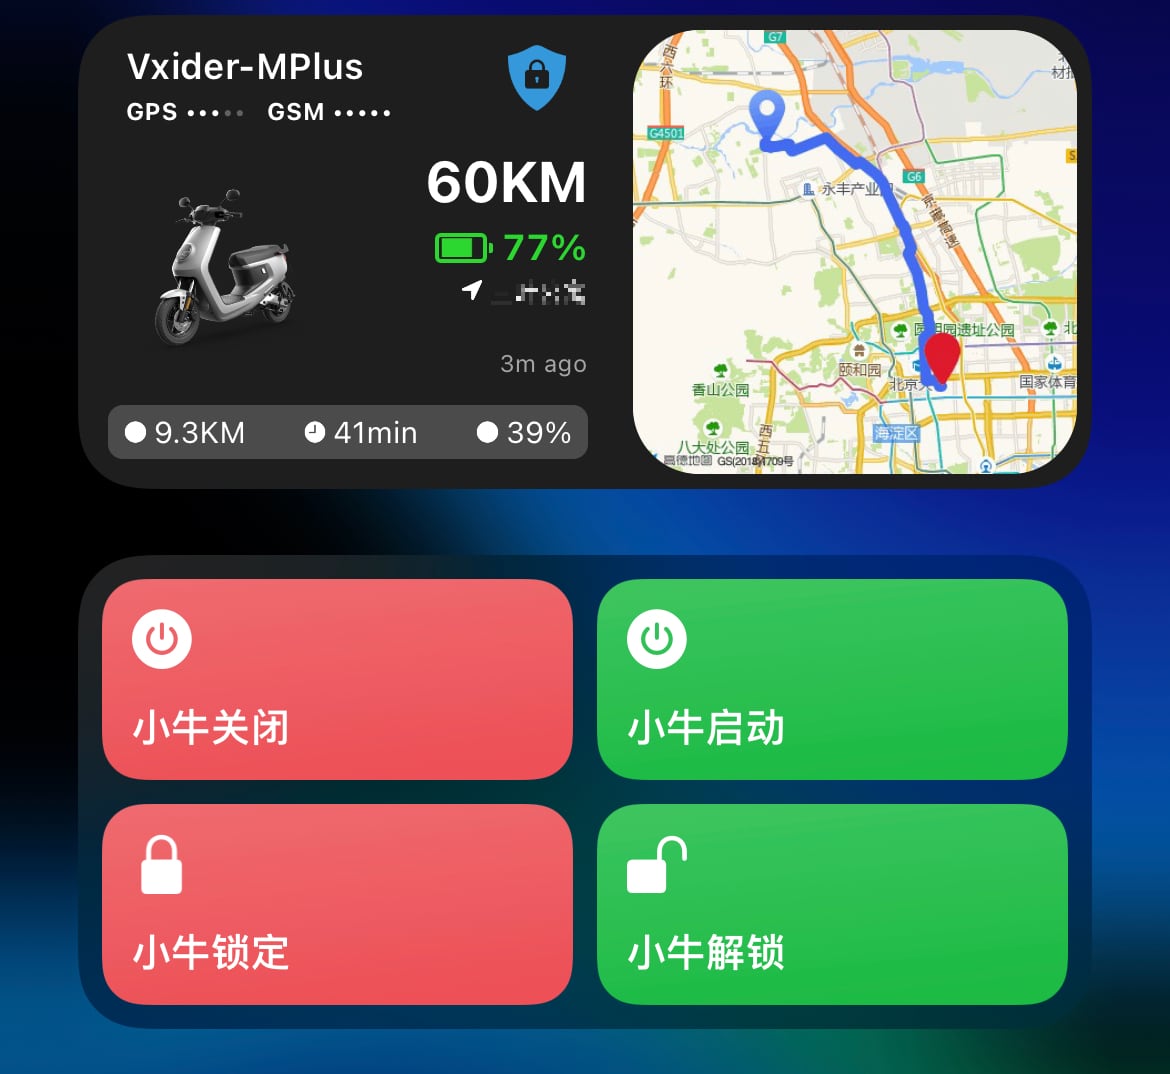 Vxider-MPlus
GPS ••••• GSM •••••
60KM
77%
3m ago
9.3KM 41min 39%
G7
西六环
G4501
G6
永丰产业
京藏高速
圆明园遗址公园
北
颐和园
北京
国家体育
香山公园
海淀区
八大处公园
西五
高德地图 GS(2018)1709号
小牛关闭
小牛启动
小牛锁定
小牛解锁